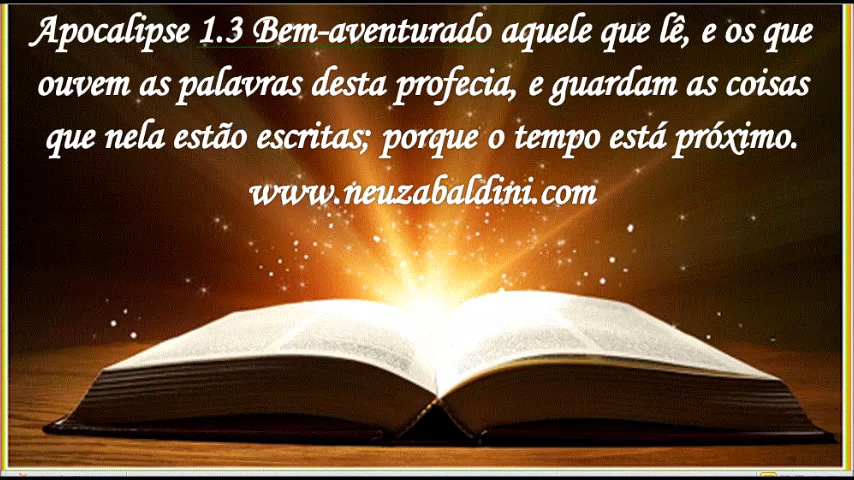 Apocalipse 1.3 Bem-aventurado aquele que lê, e os que
ouvem as palavras desta profecia, e guardam as coisas
que nela estão escritas; porque o tempo está próximo.
www.neuzabaldini.com